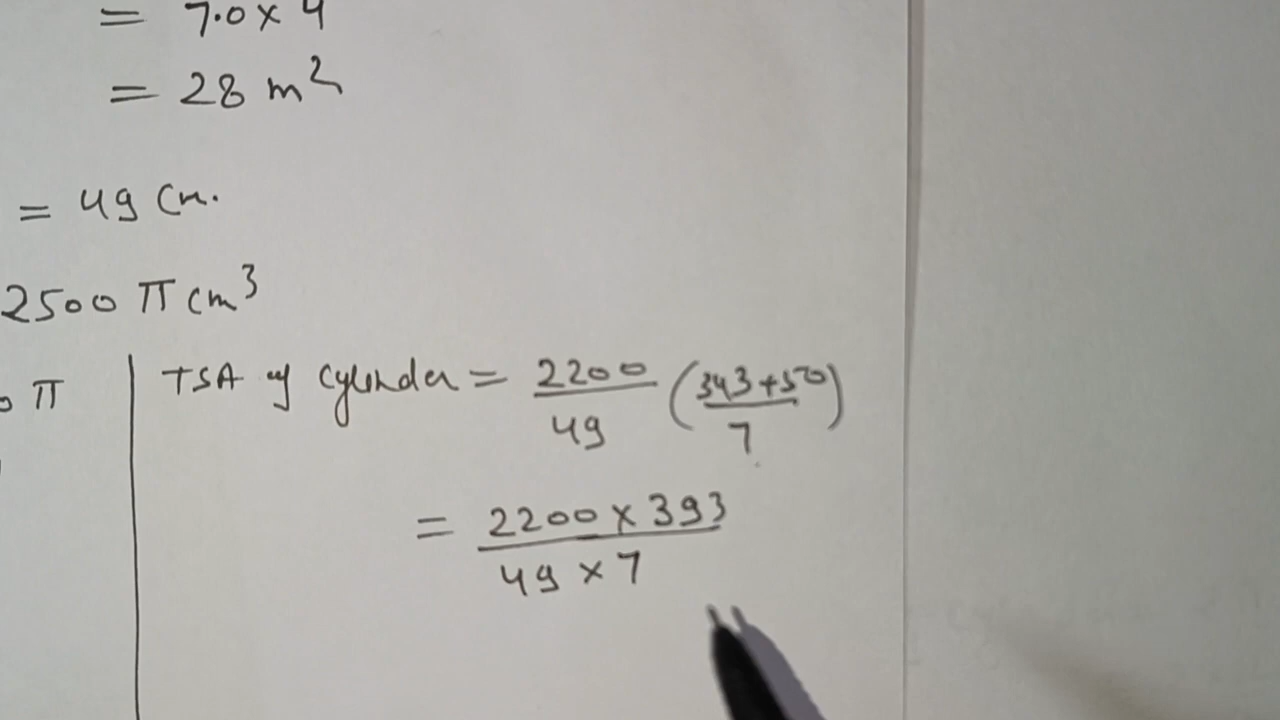 = 7.0 x 4
= 28 m²
= 49 cm.
2500 π cm³
0 π
TSA of cylinder = 2200/49 (343+50/7)
= 2200 x 393 / 49 x 7